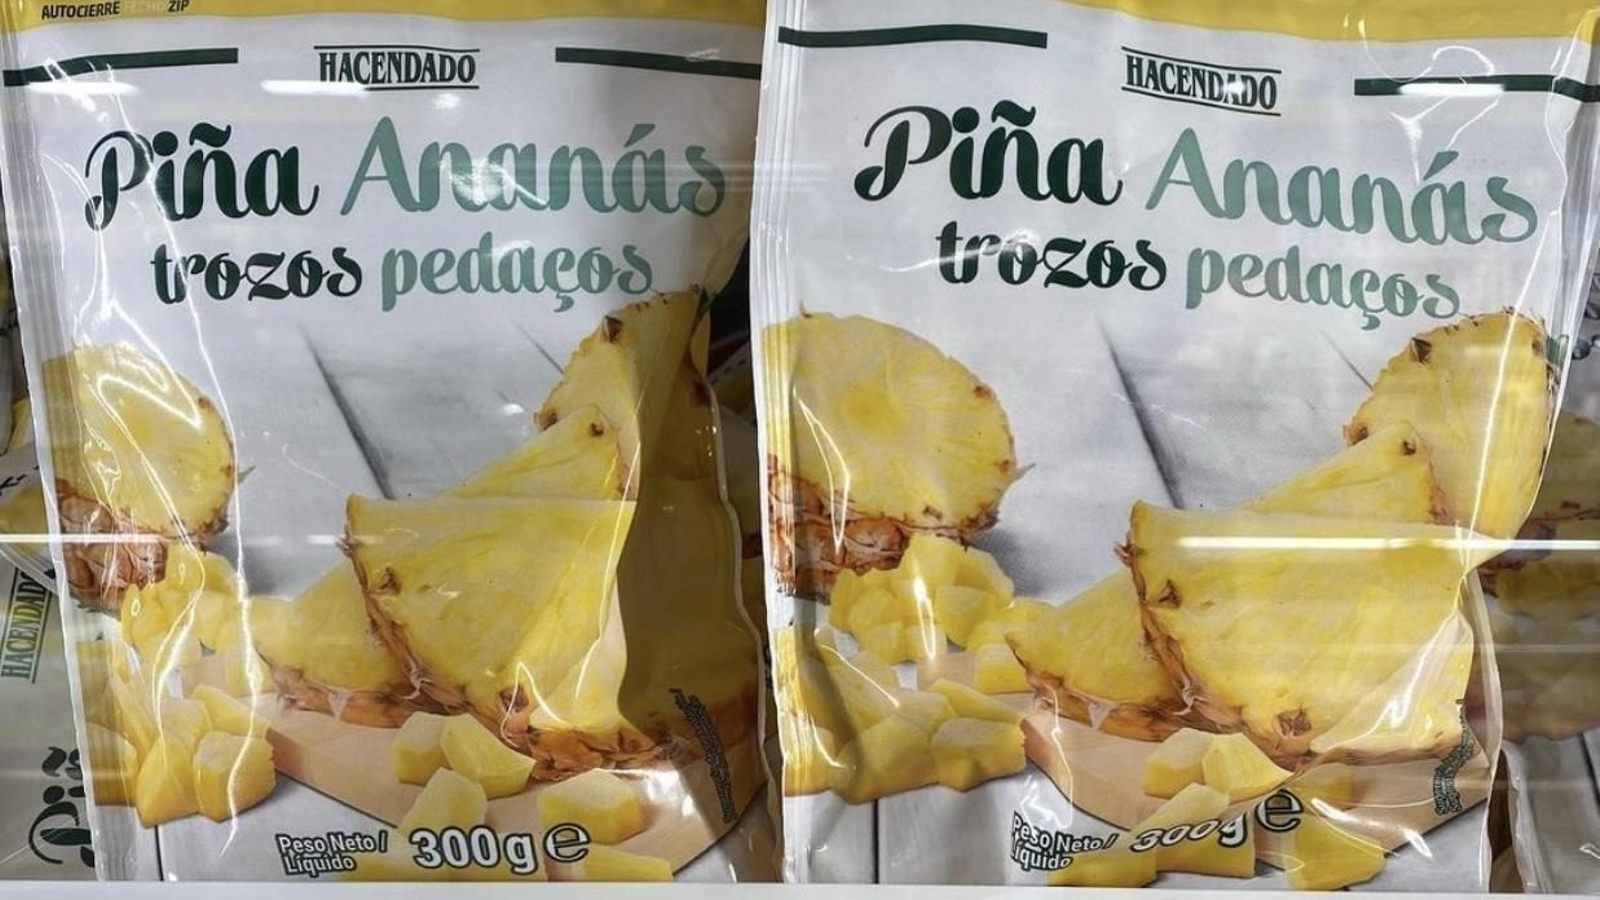 AUTOCIERRE FECHO ZIP
HACENDADO
Piña Ananás
trozos pedaços
Peso Neto /
Líquido
300g e
HACENDADO
Piña Ananás
trozos pedaços
Peso Neto /
Líquido
300g e
HACENDADO